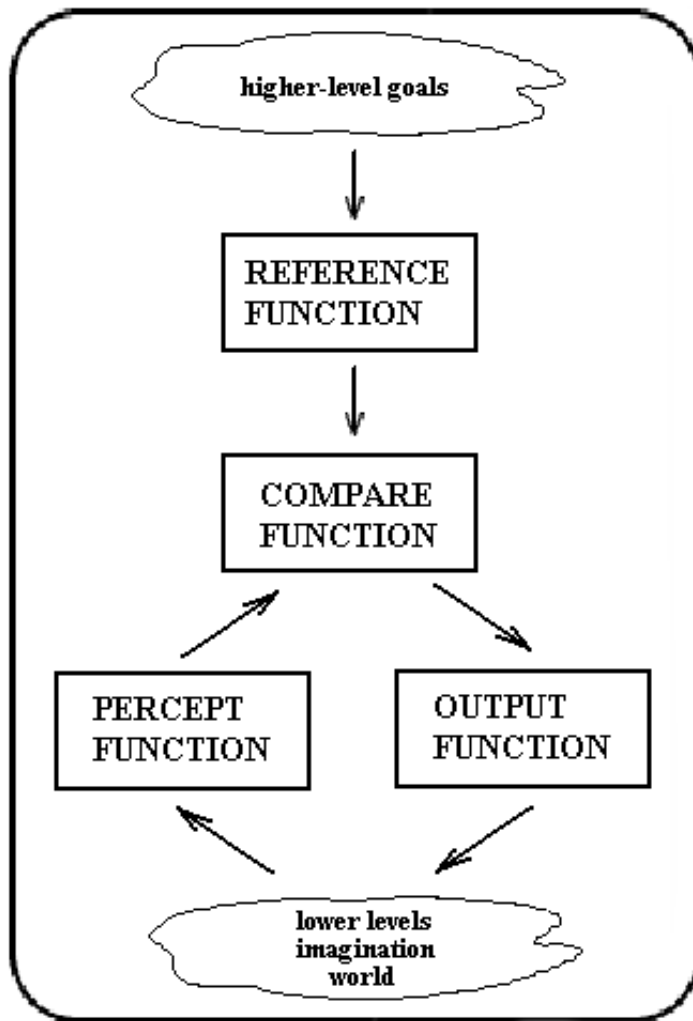 higher-level goals
REFERENCE
FUNCTION
COMPARE
FUNCTION
PERCEPT
FUNCTION
OUTPUT
FUNCTION
lower levels
imagination
world